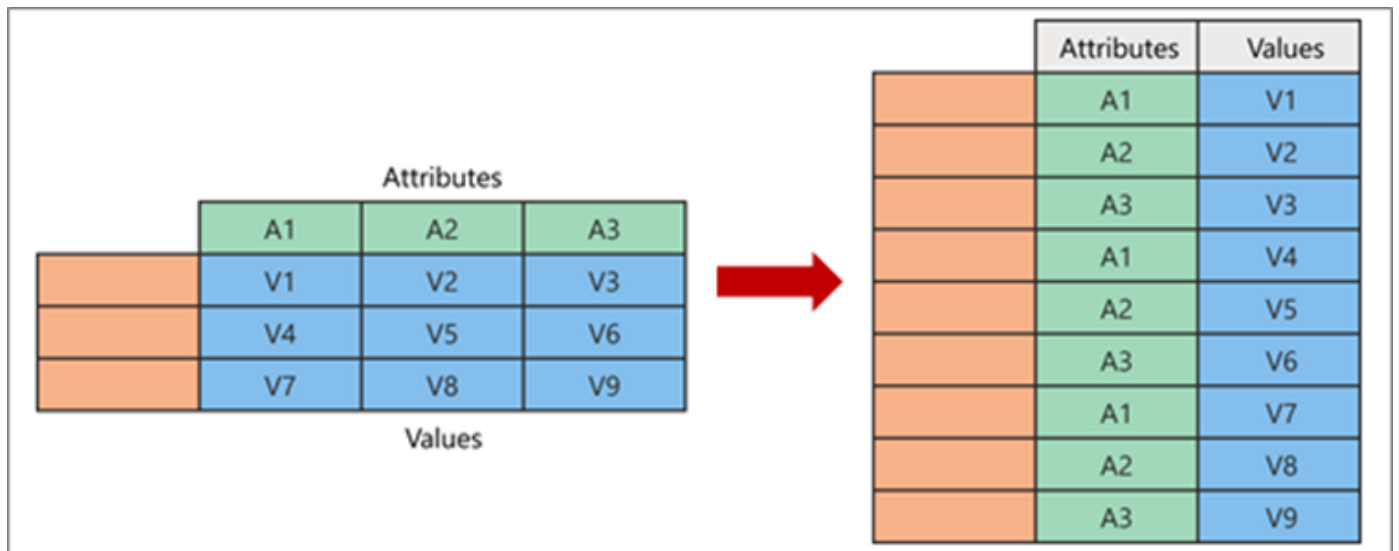 Attributes
A1 A2 A3
V1 V2 V3
V4 V5 V6
V7 V8 V9
Values
Attributes Values
A1 V1
A2 V2
A3 V3
A1 V4
A2 V5
A3 V6
A1 V7
A2 V8
A3 V9